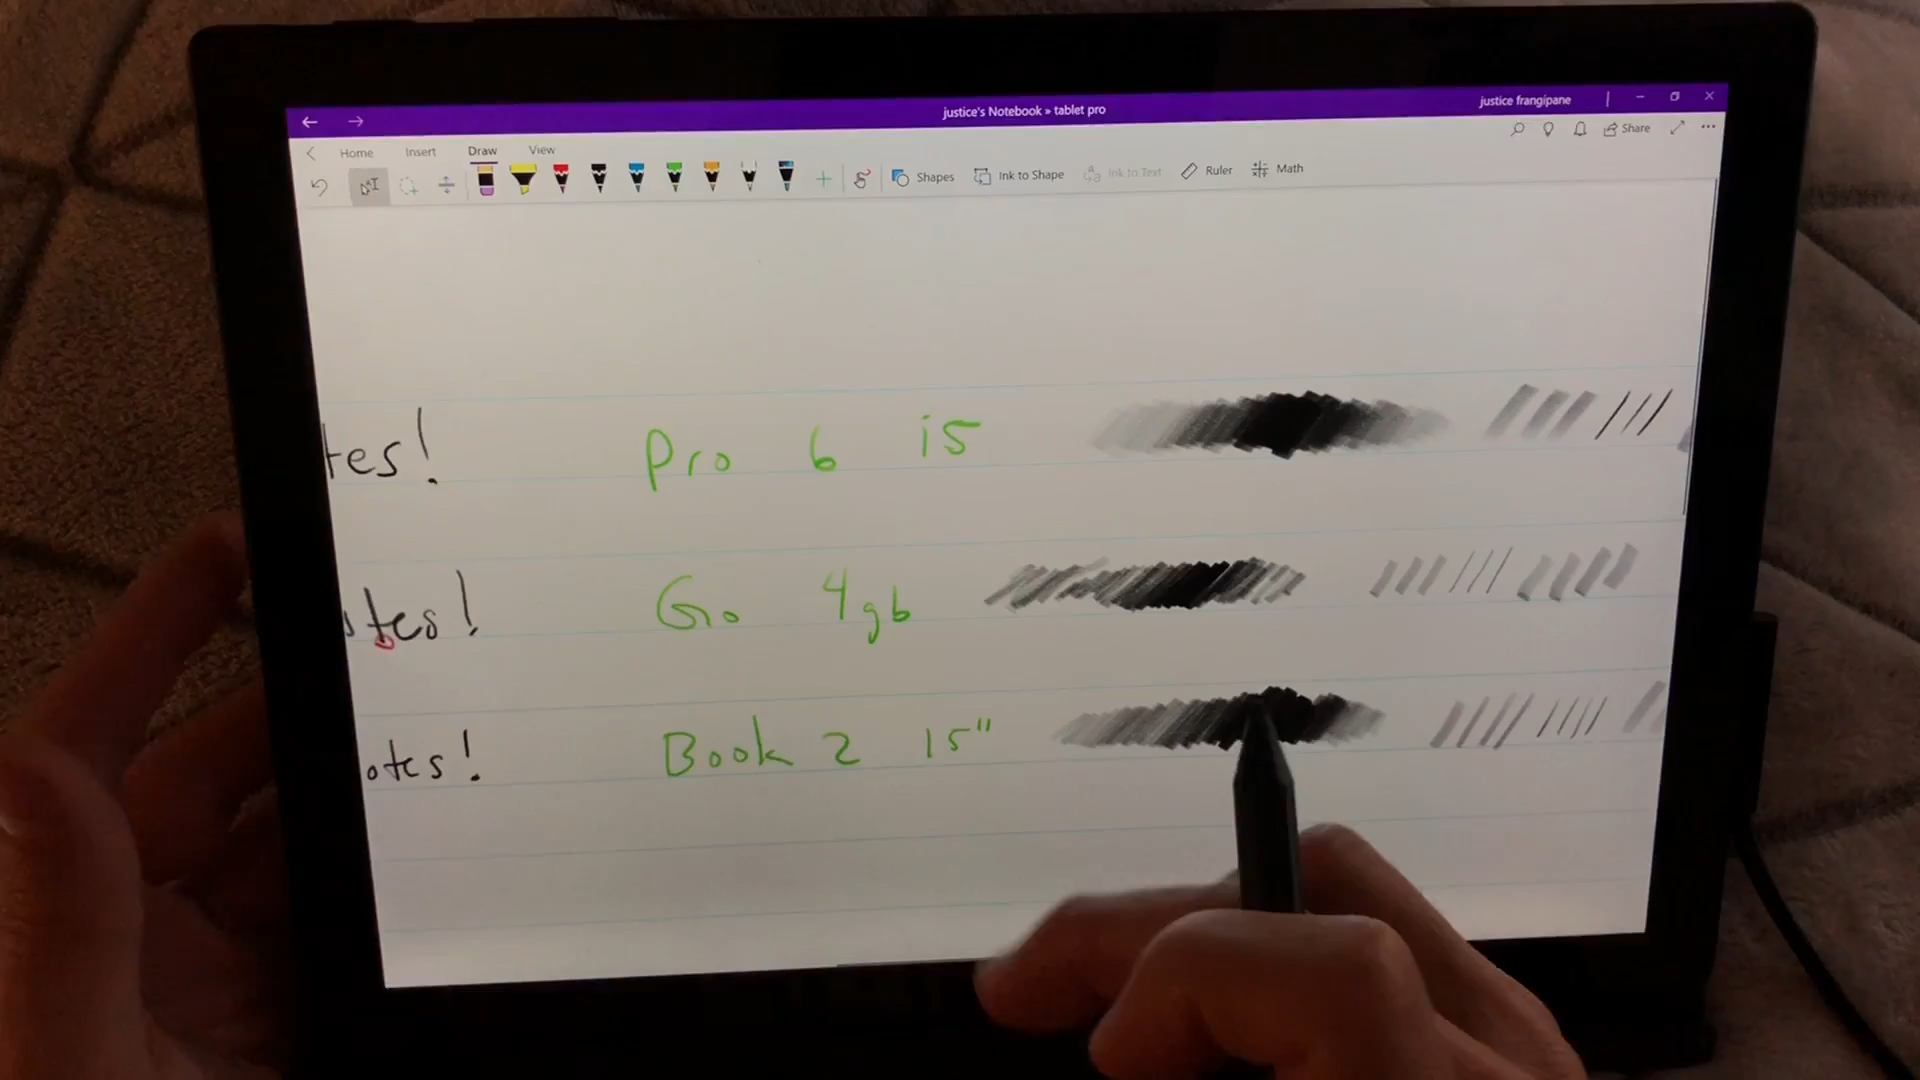 justice's Notebook » tablet pro
justice frangipane
Home Insert Draw View
Share
Shapes Ink to Shape Ink to Text Ruler Math
tes! Pro 6 i5
tes! Go 4gb
otes! Book 2 15"